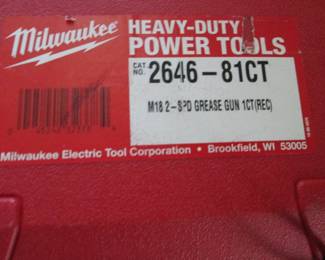 Milwaukee
HEAVY-DUTY
POWER TOOLS
CAT.
NO. 2646-81CT
M18 2-SPD GREASE GUN 1CT(REC)
Milwaukee Electric Tool Corporation • Brookfield, WI 53005